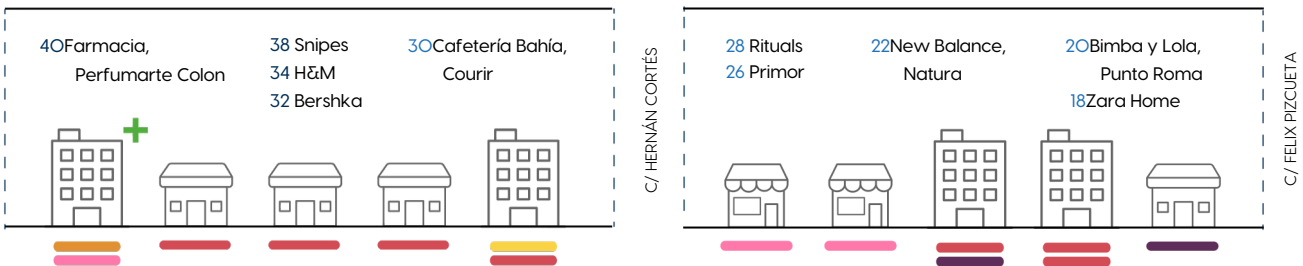 40Farmacia,
Perfumarte Colon
38 Snipes
34 H&M
32 Bershka
30Cafetería Bahía,
Courir
C/ HERNÁN CORTÉS
28 Rituals
26 Primor
22New Balance,
Natura
20Bimba y Lola,
Punto Roma
18Zara Home
C/ FELIX PIZCUETA